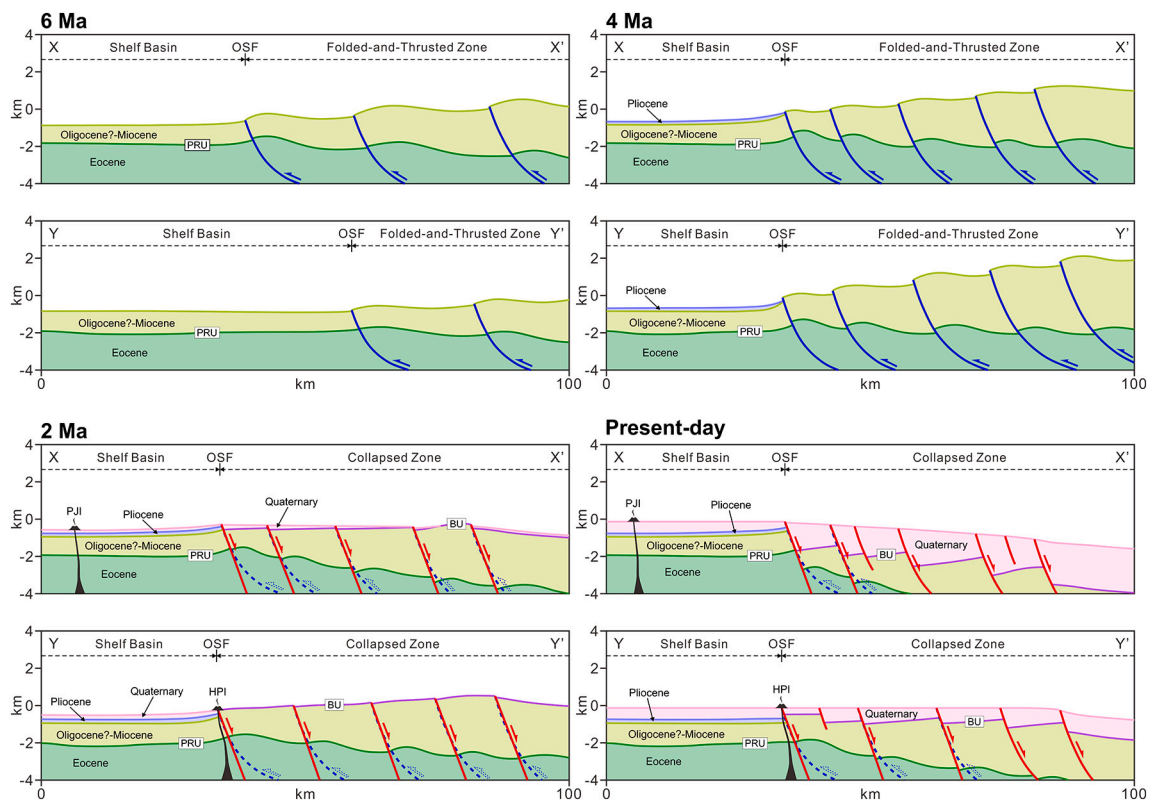 6 Ma
4
2
0
-2
-4
km
X
Shelf Basin
OSF
Folded-and-Thrusted Zone
X’
Oligocene?-Miocene
PRU
Eocene
4
2
0
-2
-4
km
Y
Shelf Basin
OSF
Folded-and-Thrusted Zone
Y’
Oligocene?-Miocene
PRU
Eocene
0
km
100
4 Ma
4
2
0
-2
-4
km
X
Shelf Basin
OSF
Folded-and-Thrusted Zone
X’
Pliocene
Oligocene?-Miocene
PRU
Eocene
4
2
0
-2
-4
km
Y
Shelf Basin
OSF
Folded-and-Thrusted Zone
Y’
Pliocene
Oligocene?-Miocene
PRU
Eocene
0
km
100
2 Ma
4
2
0
-2
-4
km
X
Shelf Basin
OSF
Collapsed Zone
X’
PJI
Pliocene
Quaternary
BU
Oligocene?-Miocene
PRU
Eocene
4
2
0
-2
-4
km
Y
Shelf Basin
OSF
Collapsed Zone
Y’
Pliocene
Quaternary
HPI
BU
Oligocene?-Miocene
PRU
Eocene
0
km
100
Present-day
4
2
0
-2
-4
km
X
Shelf Basin
OSF
Collapsed Zone
X’
PJI
Pliocene
Oligocene?-Miocene
PRU
BU
Quaternary
Eocene
4
2
0
-2
-4
km
Y
Shelf Basin
OSF
Collapsed Zone
Y’
Pliocene
HPI
Quaternary
BU
Oligocene?-Miocene
PRU
Eocene
0
km
100